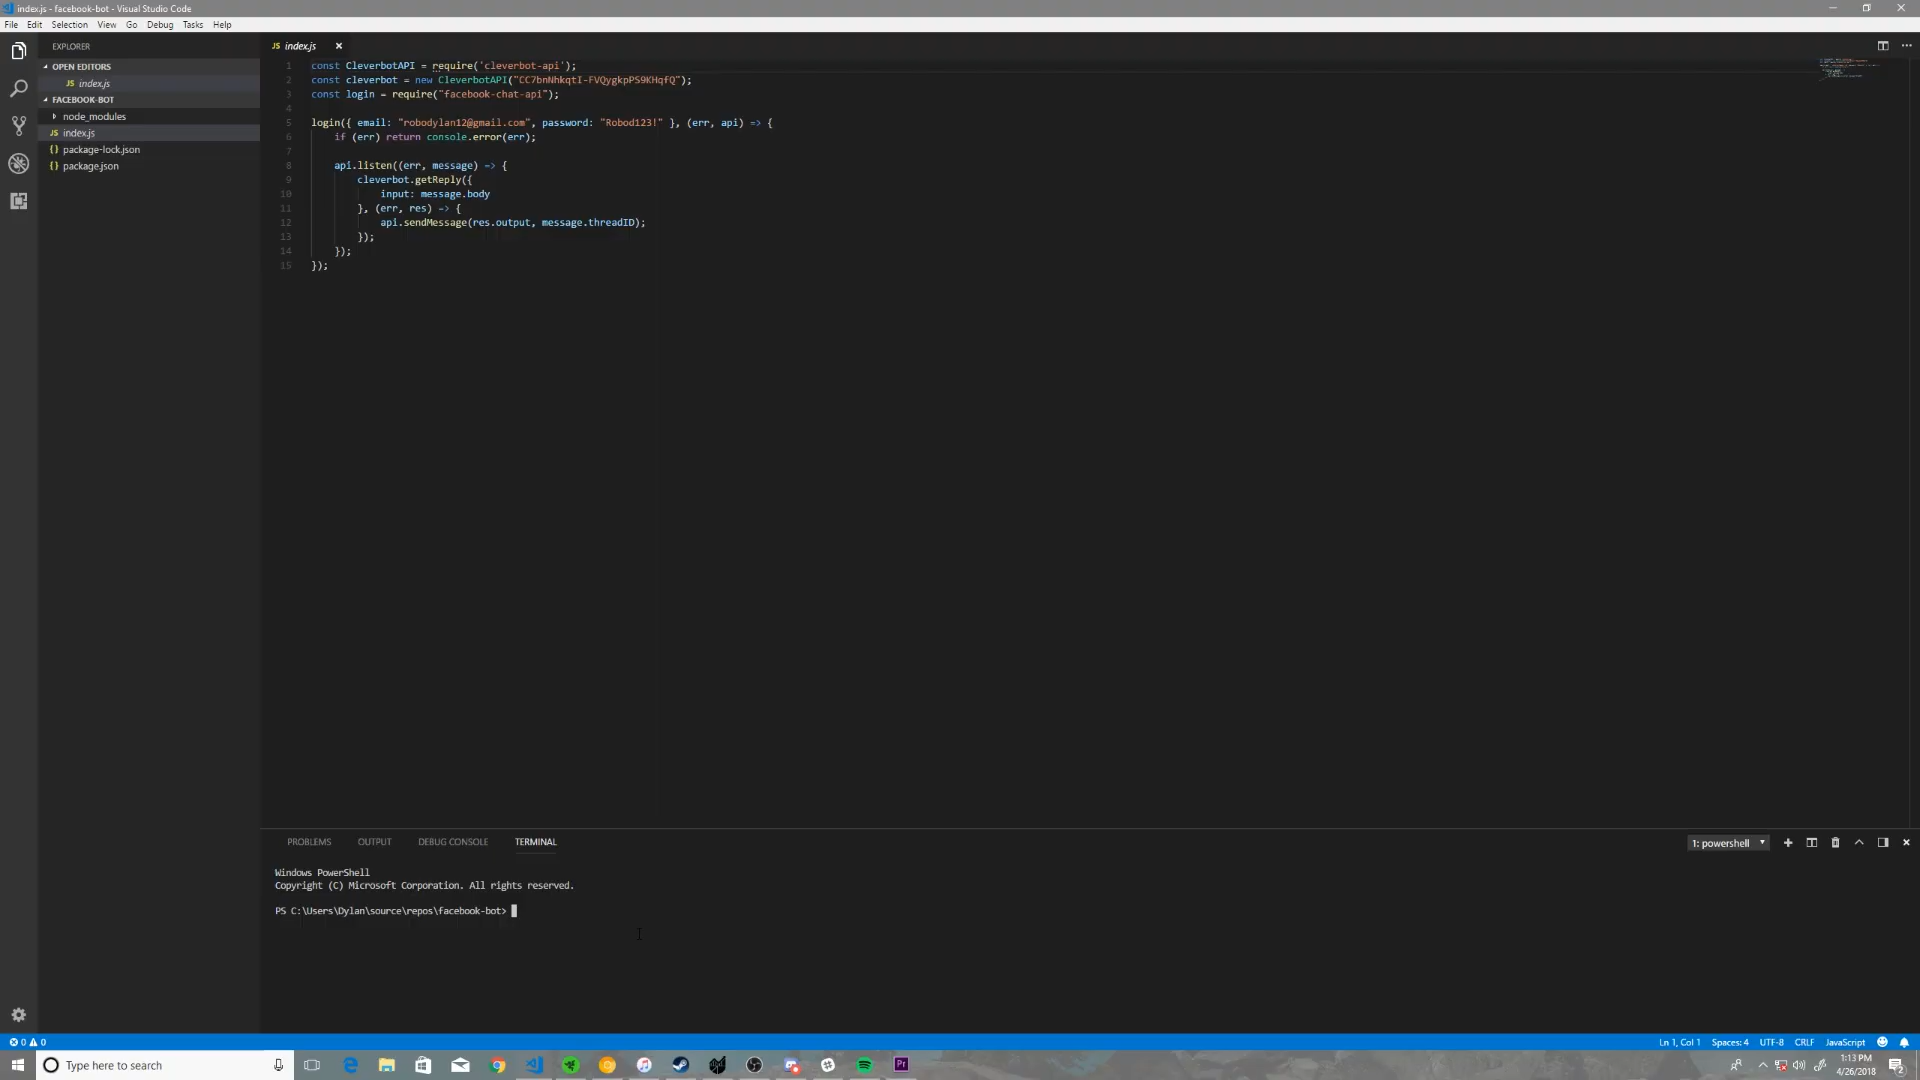 index.js - facebook-bot - Visual Studio Code
File Edit Selection View Go Debug Tasks Help
EXPLORER
OPEN EDITORS
JS index.js
FACEBOOK-BOT
node_modules
JS index.js
{} package-lock.json
{} package.json
JS index.js
1 const CleverbotAPI = require('cleverbot-api');
2 const cleverbot = new CleverbotAPI("CC7bnNhkqtI-FVQygkpPS9KHqfQ");
3 const login = require("facebook-chat-api");
4
5 login({ email: "robodylan12@gmail.com", password: "Robod123!" }, (err, api) => {
6 if (err) return console.error(err);
7
8 api.listen((err, message) => {
9 cleverbot.getReply({
10 input: message.body
11 }, (err, res) => {
12 api.sendMessage(res.output, message.threadID);
13 });
14 });
15 });
PROBLEMS OUTPUT DEBUG CONSOLE TERMINAL
1: powershell
Windows PowerShell
Copyright (C) Microsoft Corporation. All rights reserved.
PS C:\Users\Dylan\source\repos\facebook-bot>
0 0
Ln 1, Col 1 Spaces: 4 UTF-8 CRLF JavaScript
Type here to search
Pr
1:13 PM
4/26/2018
2